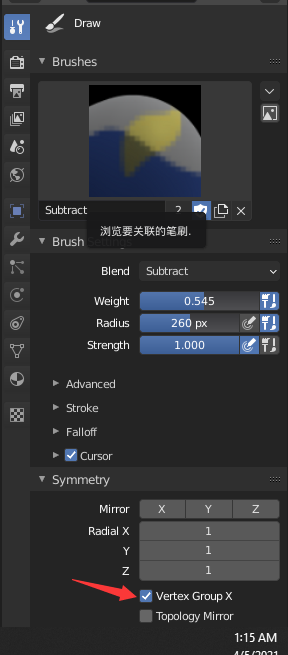 Draw
Brushes
Subtract 2
浏览要关联的笔刷.
Brush
Blend Subtract
Weight 0.545
Radius 260 px
Strength 1.000
Advanced
Stroke
Falloff
Cursor
Symmetry
Mirror X Y Z
Radial X 1
Y 1
Z 1
Vertex Group X
Topology Mirror
1:15 AM
4/5/2021